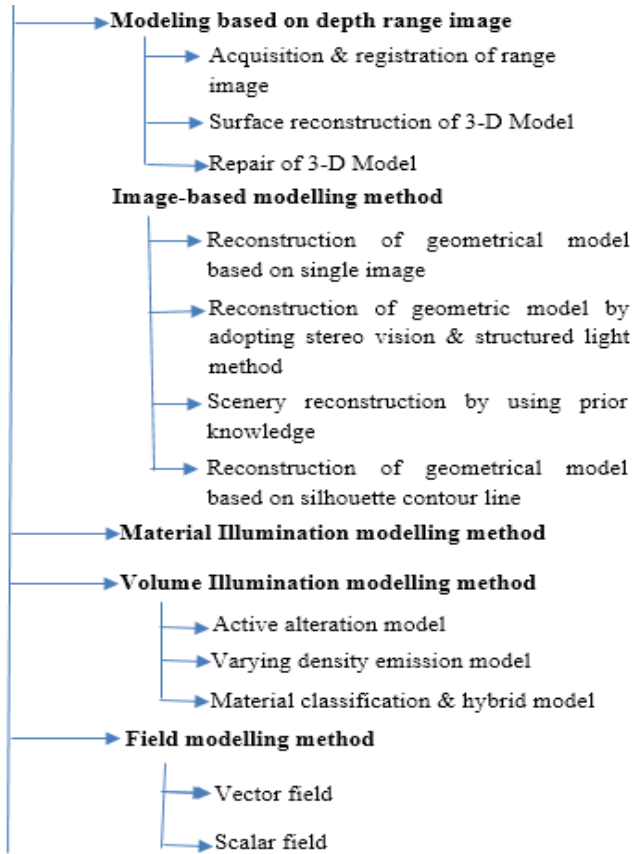 Modeling based on depth range image
Acquisition & registration of range
image
Surface reconstruction of 3-D Model
Repair of 3-D Model
Image-based modelling method
Reconstruction of geometrical model
based on single image
Reconstruction of geometric model by
adopting stereo vision & structured light
method
Scenery reconstruction by using prior
knowledge
Reconstruction of geometrical model
based on silhouette contour line
Material Illumination modelling method
Volume Illumination modelling method
Active alteration model
Varying density emission model
Material classification & hybrid model
Field modelling method
Vector field
Scalar field